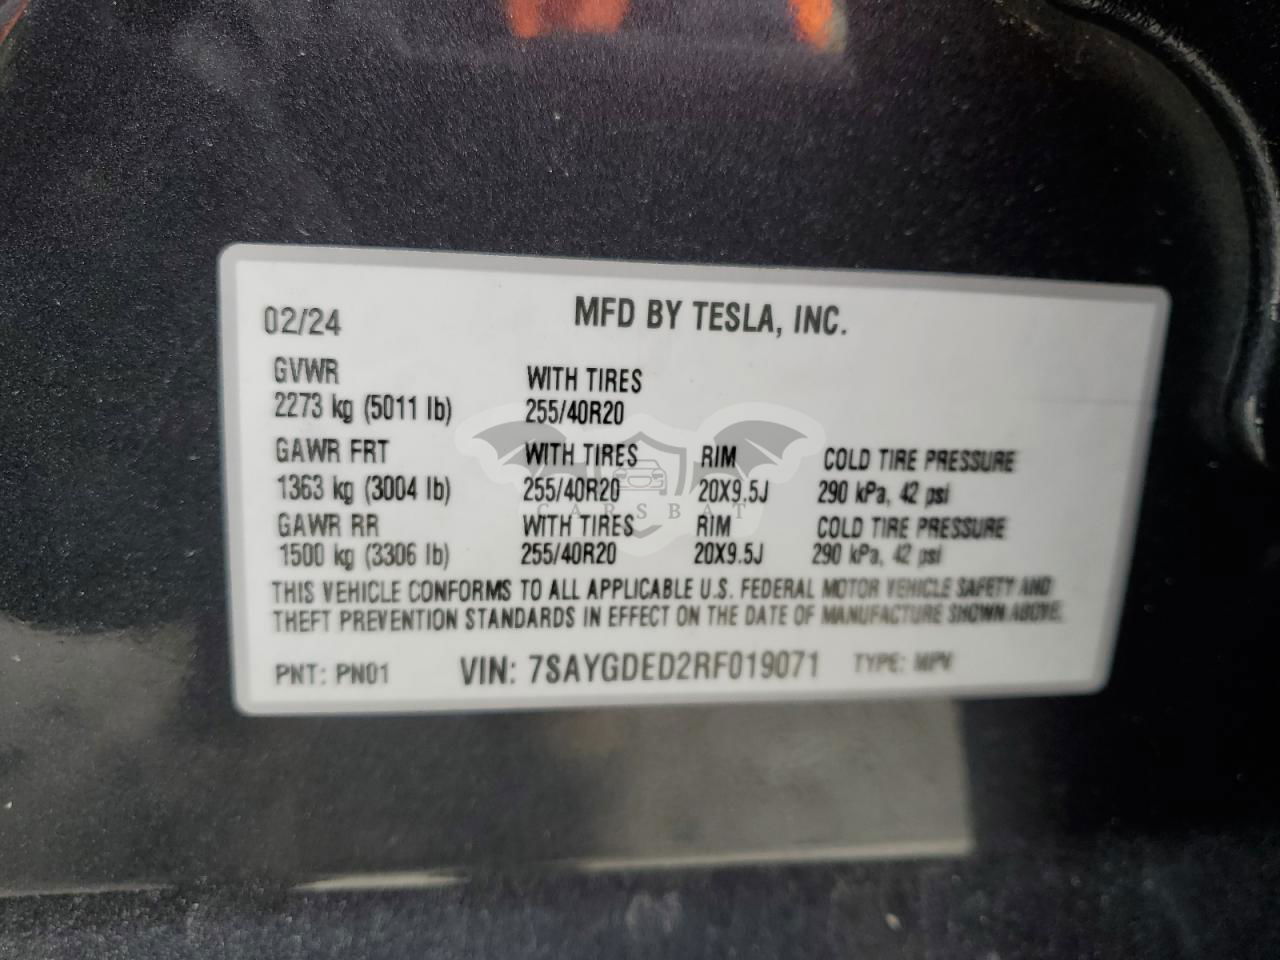 02/24 MFD BY TESLA, INC.
GVWR WITH TIRES
2273 kg (5011 lb) 255/40R20
GAWR FRT WITH TIRES RIM COLD TIRE PRESSURE
1363 kg (3004 lb) 255/40R20 20X9.5J 290 kPa, 42 psi
CARSBAT
GAWR RR WITH TIRES RIM COLD TIRE PRESSURE
1500 kg (3306 lb) 255/40R20 20X9.5J 290 kPa, 42 psi
THIS VEHICLE CONFORMS TO ALL APPLICABLE U.S. FEDERAL MOTOR VEHICLE SAFETY AND
THEFT PREVENTION STANDARDS IN EFFECT ON THE DATE OF MANUFACTURE SHOWN ABOVE.
PNT: PN01 VIN: 7SAYGDED2RF019071 TYPE: MPV